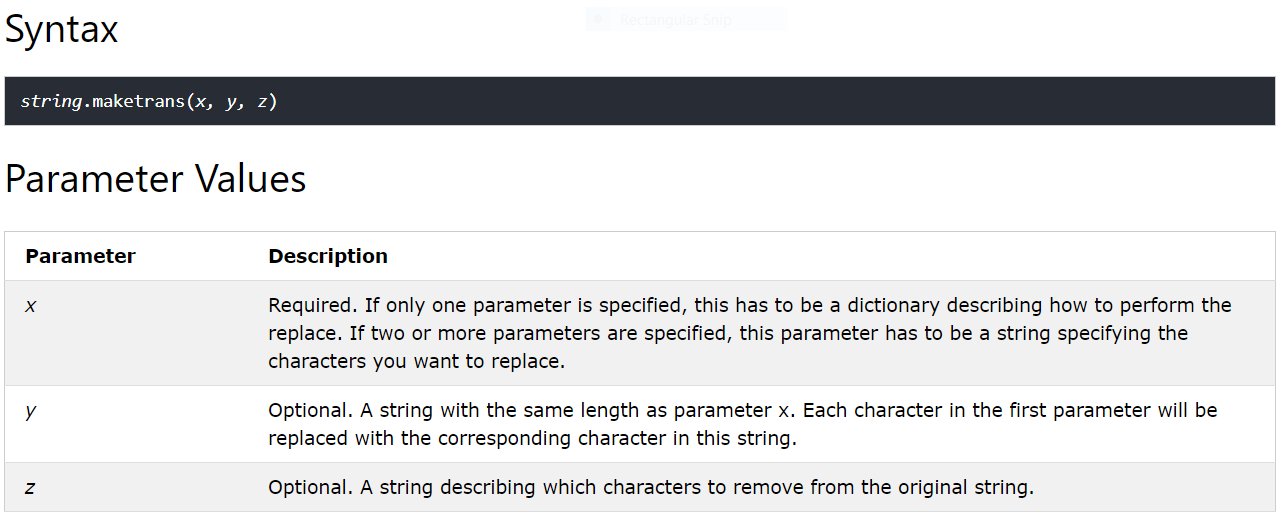 Rectangular Snip
Syntax
string.maketrans(x, y, z)
Parameter Values
Parameter Description
x Required. If only one parameter is specified, this has to be a dictionary describing how to perform the
replace. If two or more parameters are specified, this parameter has to be a string specifying the
characters you want to replace.
y Optional. A string with the same length as parameter x. Each character in the first parameter will be
replaced with the corresponding character in this string.
z Optional. A string describing which characters to remove from the original string.